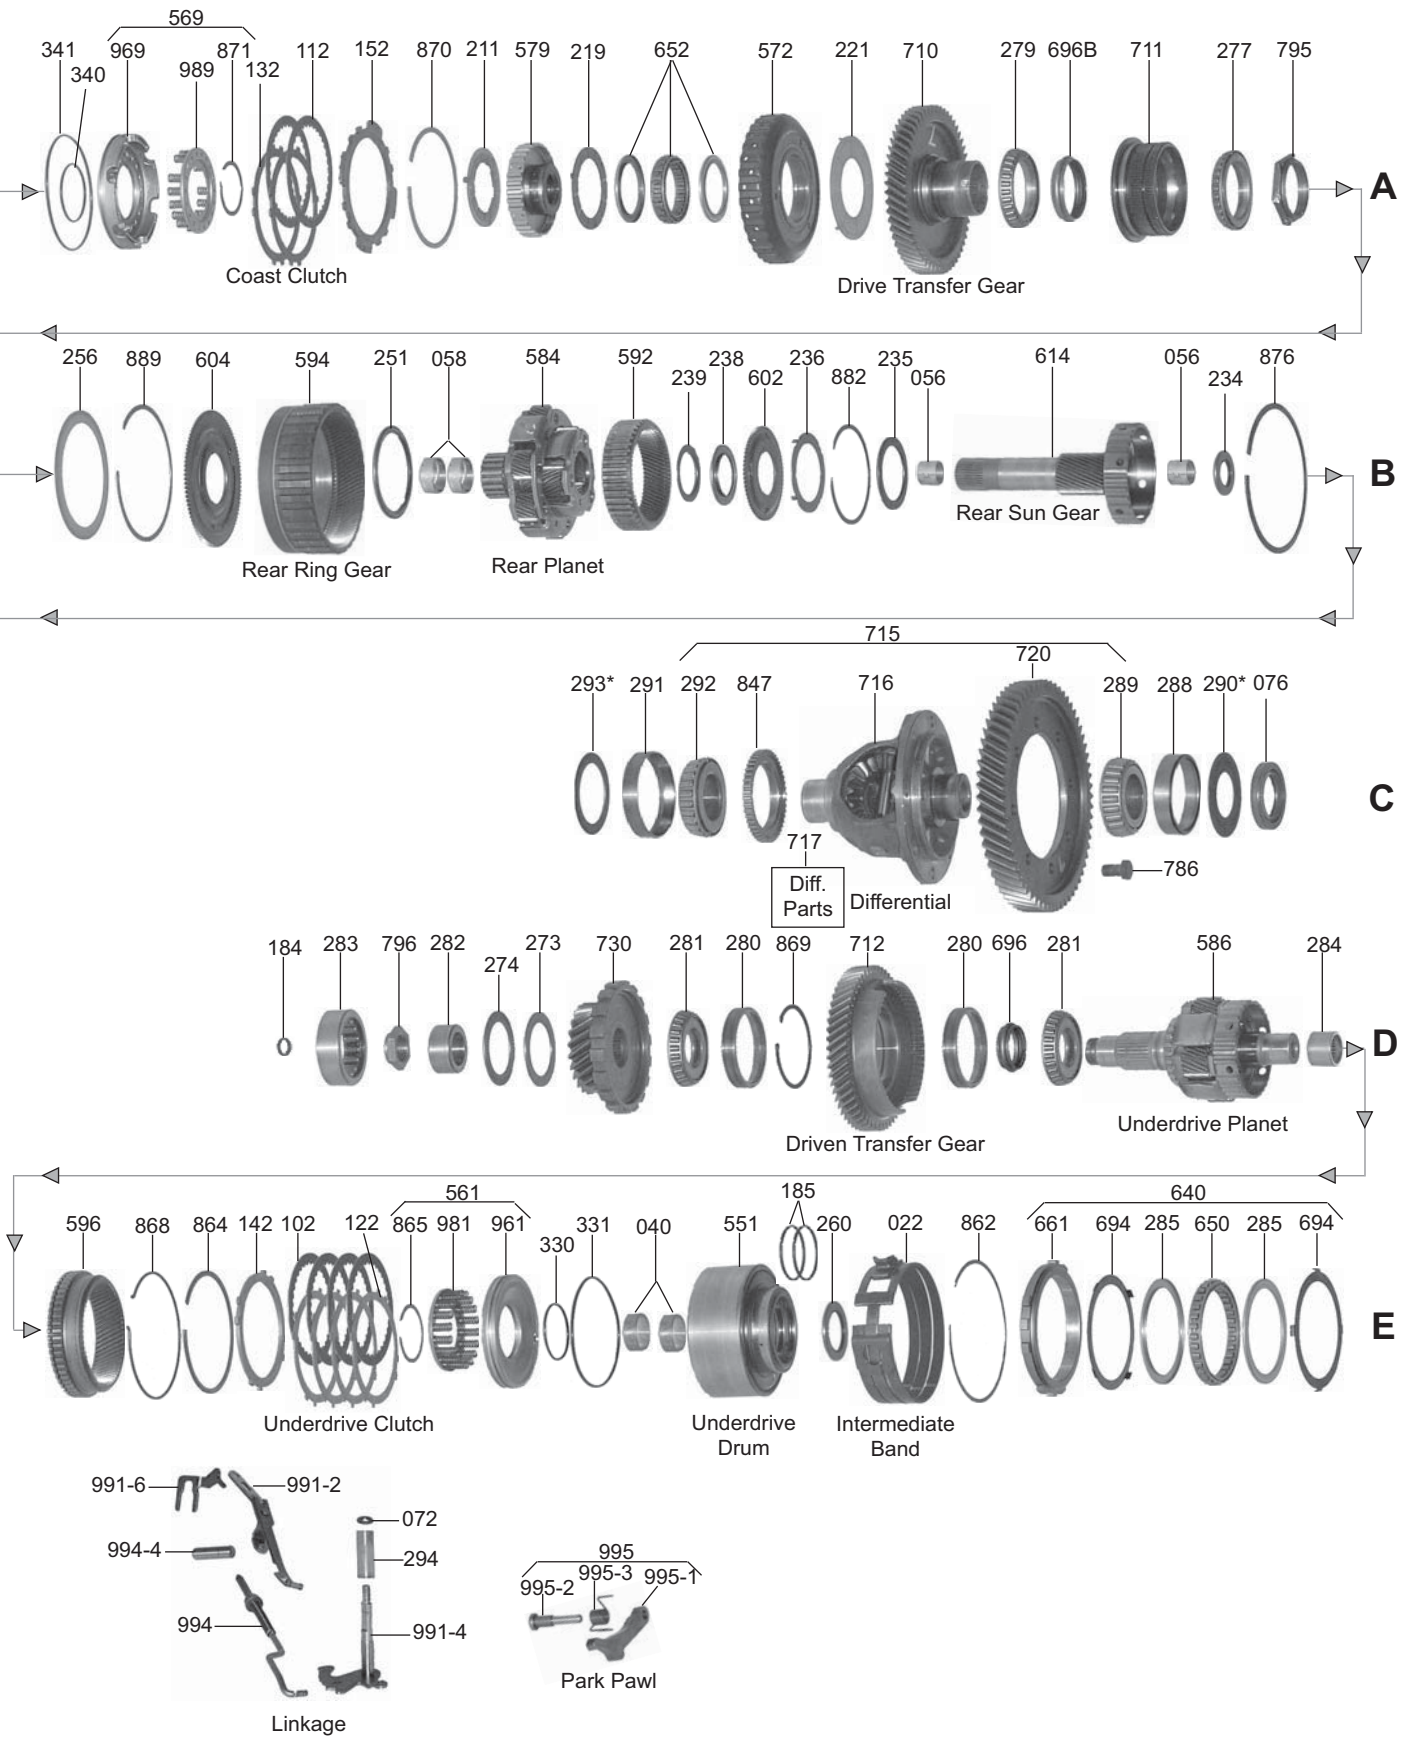 569
341 969 871 112 152 870 211 579 219 652 572 221 710 279 696B 711 277 795
340 989 132
A
Coast Clutch
Drive Transfer Gear
256 889 604 594 251 058 584 592 238 236 235 614 056 876
239 602 882 056 234
B
Rear Sun Gear
Rear Ring Gear
Rear Planet
715
720
293* 291 292 847 716 289 288 290* 076
C
717
786
Diff.
Parts
Differential
184 283 796 282 273 730 281 280 869 712 280 696 281 586 284
274
D
Underdrive Planet
Driven Transfer Gear
561 185 640
596 868 864 142 102 122 865 981 961 331 040 551 260 022 862 661 694 285 650 285 694
330
E
Underdrive Clutch
Underdrive
Drum
Intermediate
Band
991-6 991-2
072
994-4
294
994
991-4
Linkage
995
995-3
995-2 995-1
Park Pawl